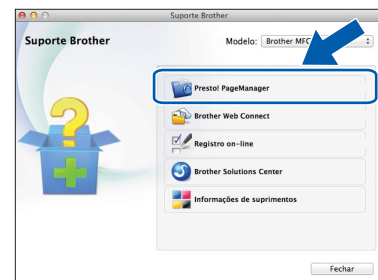 Suporte Brother
Suporte Brother
Modelo: Brother MFC
Presto! PageManager
Brother Web Connect
Registro on-line
Brother Solutions Center
Informações de suprimentos
Fechar